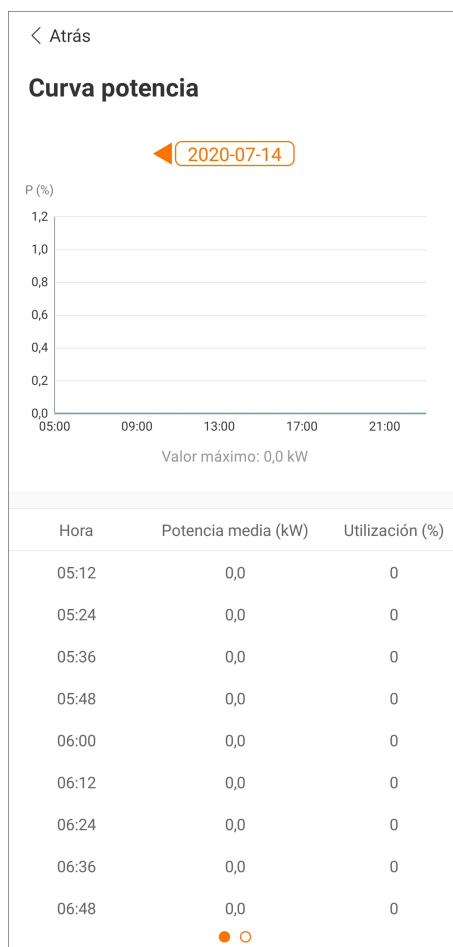 Atrás
Curva potencia
2020-07-14
P (%)
1,2
1,0
0,8
0,6
0,4
0,2
0,0
05:00 09:00 13:00 17:00 21:00
Valor máximo: 0,0 kW
Hora Potencia media (kW) Utilización (%)
05:12 0,0 0
05:24 0,0 0
05:36 0,0 0
05:48 0,0 0
06:00 0,0 0
06:12 0,0 0
06:24 0,0 0
06:36 0,0 0
06:48 0,0 0